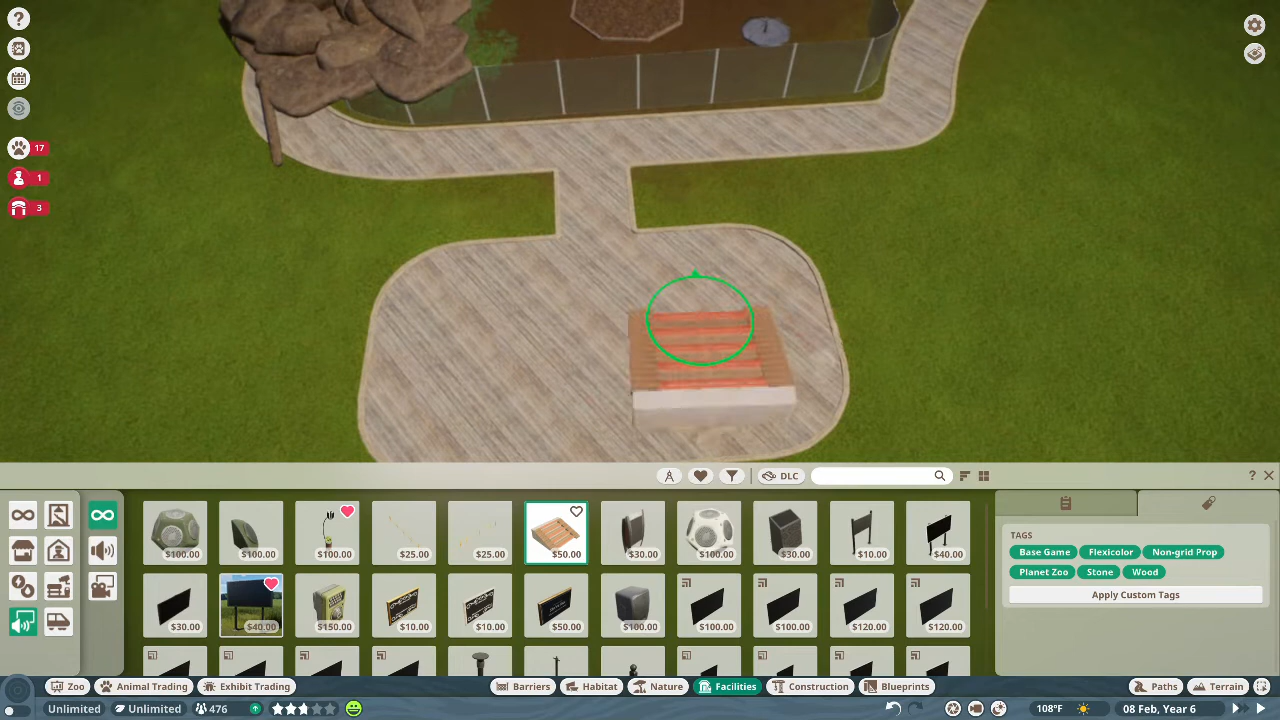 ?
17
1
3
DLC
? ×
$100.00 $100.00 $100.00 $25.00 $25.00 $50.00 $30.00 $100.00 $30.00 $10.00 $40.00
$30.00 $40.00 $150.00 $10.00 $10.00 $50.00 $100.00 $100.00 $100.00 $120.00 $120.00
TAGS
Base Game Flexicolor Non-grid Prop
Planet Zoo Stone Wood
Apply Custom Tags
Zoo Animal Trading Exhibit Trading Barriers Habitat Nature Facilities Construction Blueprints Paths Terrain
Unlimited Unlimited 476 108°F 08 Feb, Year 6